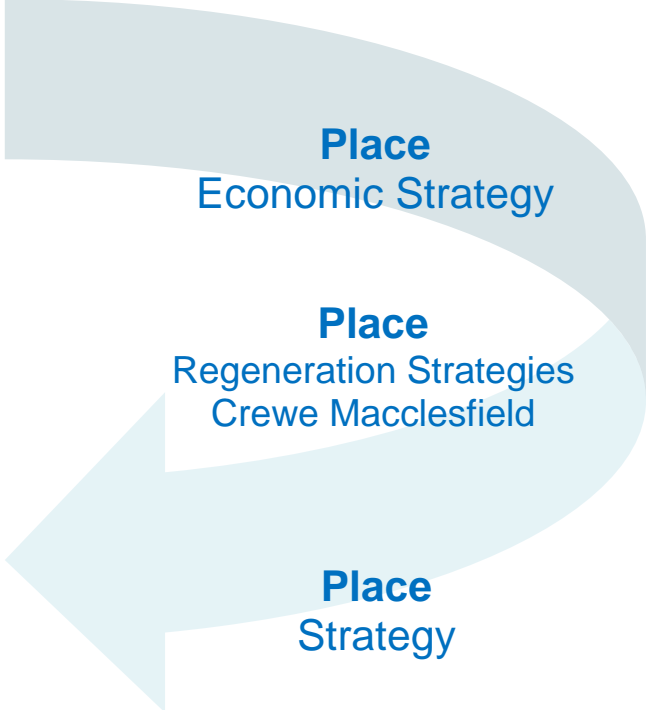 Place
Economic Strategy
Place
Regeneration Strategies
Crewe Macclesfield
Place
Strategy